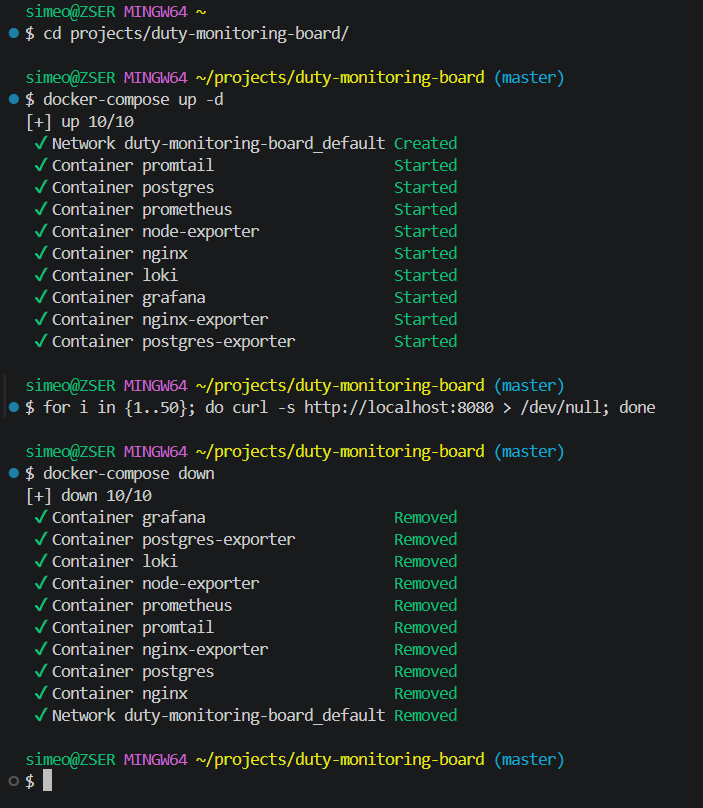 simeo@ZSER MINGW64 ~
$ cd projects/duty-monitoring-board/
simeo@ZSER MINGW64 ~/projects/duty-monitoring-board (master)
$ docker-compose up -d
[+] up 10/10
✓ Network duty-monitoring-board_default Created
✓ Container promtail Started
✓ Container postgres Started
✓ Container prometheus Started
✓ Container node-exporter Started
✓ Container nginx Started
✓ Container loki Started
✓ Container grafana Started
✓ Container nginx-exporter Started
✓ Container postgres-exporter Started
simeo@ZSER MINGW64 ~/projects/duty-monitoring-board (master)
$ for i in {1..50}; do curl -s http://localhost:8080 > /dev/null; done
simeo@ZSER MINGW64 ~/projects/duty-monitoring-board (master)
$ docker-compose down
[+] down 10/10
✓ Container grafana Removed
✓ Container postgres-exporter Removed
✓ Container loki Removed
✓ Container node-exporter Removed
✓ Container prometheus Removed
✓ Container promtail Removed
✓ Container nginx-exporter Removed
✓ Container postgres Removed
✓ Container nginx Removed
✓ Network duty-monitoring-board_default Removed
simeo@ZSER MINGW64 ~/projects/duty-monitoring-board (master)
$